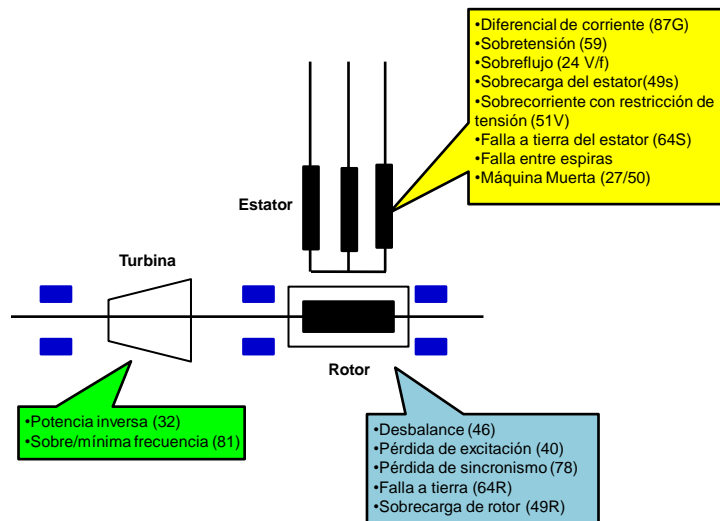 •Diferencial de corriente (87G)
•Sobretensión (59)
•Sobreflujo (24 V/f)
•Sobrecarga del estator(49s)
•Sobrecorriente con restricción de
tensión (51V)
•Falla a tierra del estator (64S)
•Falla entre espiras
•Máquina Muerta (27/50)
Estator
Turbina
Rotor
•Potencia inversa (32)
•Sobre/mínima frecuencia (81)
•Desbalance (46)
•Pérdida de excitación (40)
•Pérdida de sincronismo (78)
•Falla a tierra (64R)
•Sobrecarga de rotor (49R)